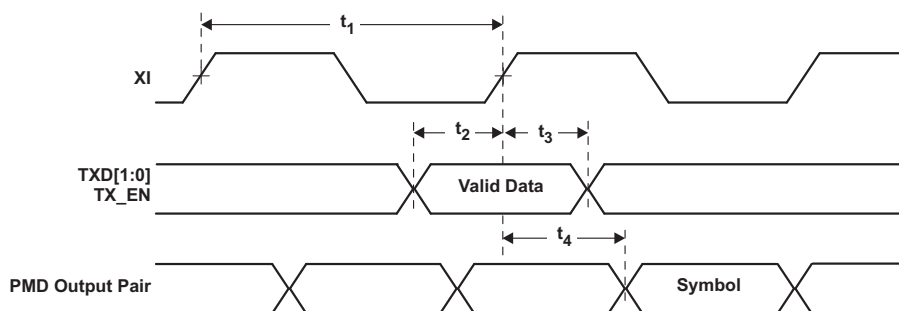 t1
XI
t2
t3
TXD[1:0]
TX_EN
Valid Data
t4
PMD Output Pair
Symbol